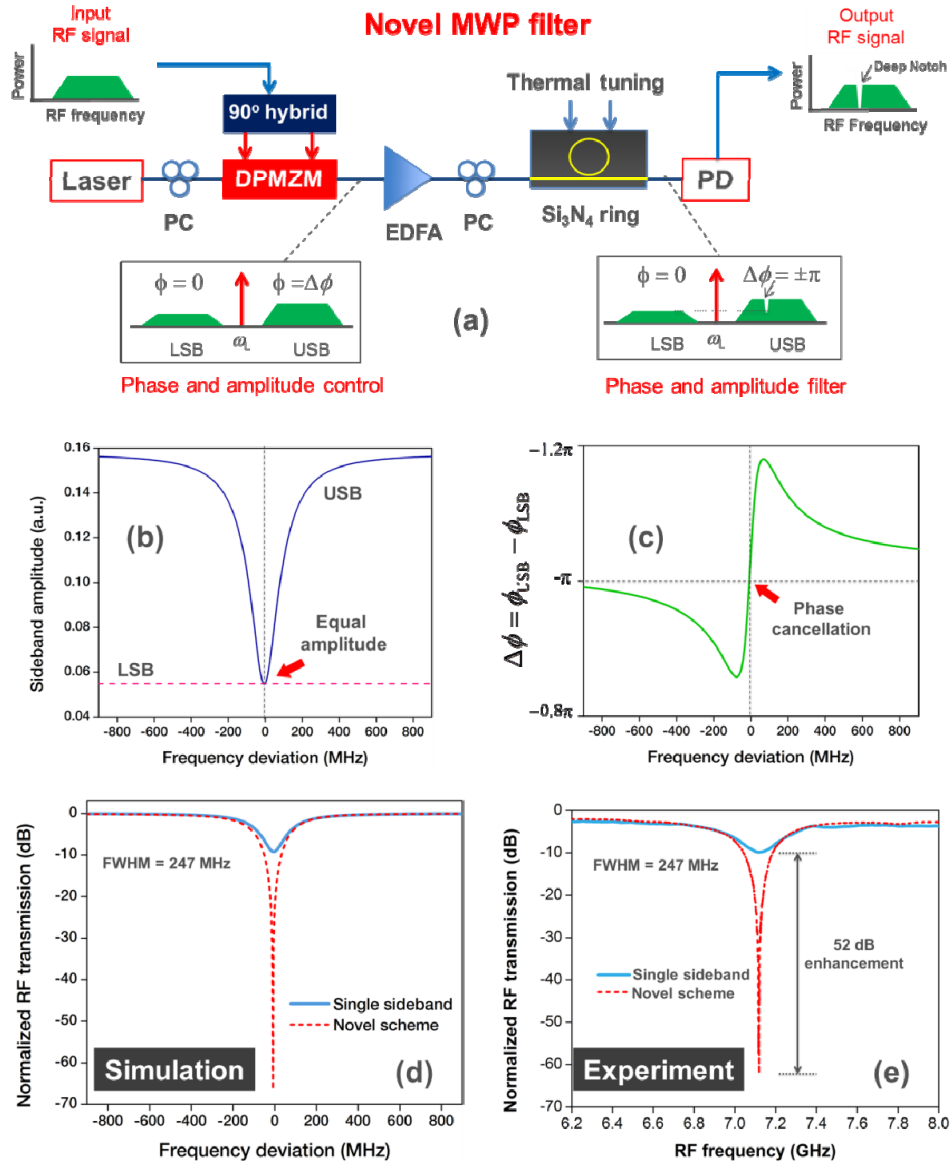 Novel MWP filter
Input
RF signal
Power
RF frequency
90° hybrid
Thermal tuning
Output
RF signal
Deep Notch
Power
RF Frequency
Laser
PC
DPMZM
EDFA
PC
Si₃N₄ ring
PD
ϕ = 0
ϕ = Δϕ
LSB
ω_L
USB
Phase and amplitude control
(a)
ϕ = 0
Δϕ = ±π
LSB
ω_L
USB
Phase and amplitude filter
Sideband amplitude (a.u.)
0.16
0.14
0.12
0.10
0.08
0.06
0.04
(b)
USB
LSB
Equal
amplitude
-800 -600 -400 -200 0 200 400 600 800
Frequency deviation (MHz)
Δϕ = ϕ_USB − ϕ_LSB
−1.2π
-π
−0.8π
(c)
Phase
cancellation
-800 -600 -400 -200 0 200 400 600 800
Frequency deviation (MHz)
Normalized RF transmission (dB)
0
-10
-20
-30
-40
-50
-60
-70
FWHM = 247 MHz
Single sideband
Novel scheme
Simulation
(d)
-800 -600 -400 -200 0 200 400 600 800
Frequency deviation (MHz)
Normalized RF transmission (dB)
10
0
-10
-20
-30
-40
-50
-60
-70
FWHM = 247 MHz
52 dB
enhancement
Single sideband
Novel scheme
Experiment
(e)
6.2 6.4 6.6 6.8 7.0 7.2 7.4 7.6 7.8 8.0
RF frequency (GHz)